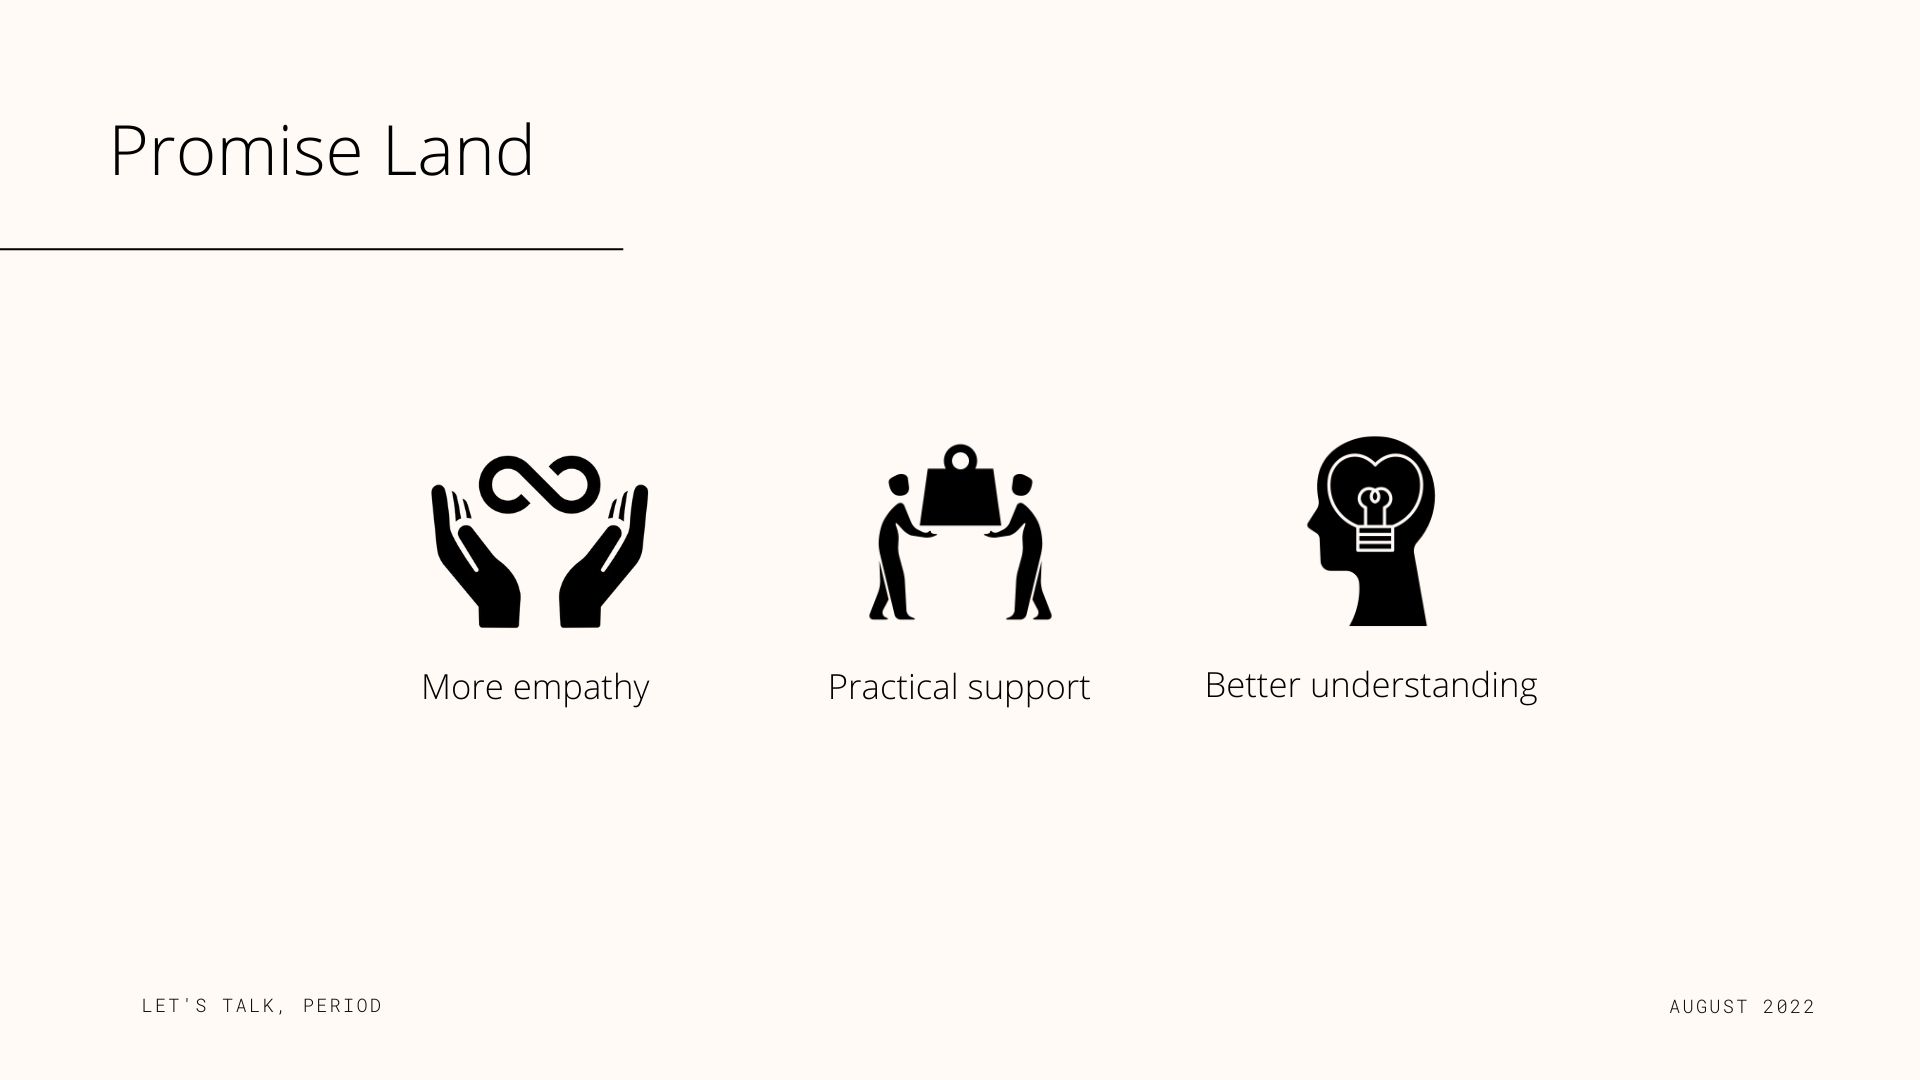 Promise Land
More empathy
Practical support
Better understanding
LET'S TALK, PERIOD
AUGUST 2022